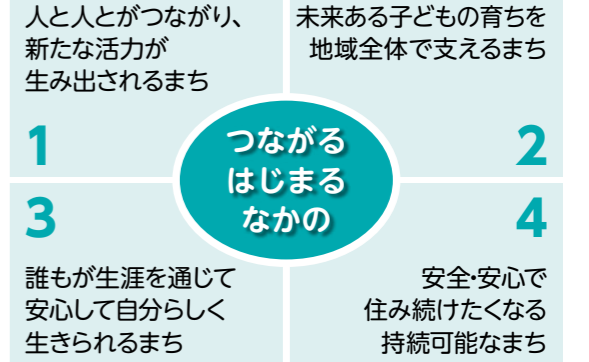 人と人とがつながり、
新たな活力が
生み出されるまち
1
未来ある子どもの育ちを
地域全体で支えるまち
2
つながる
はじまる
なかの
3
誰もが生涯を通じて
安心して自分らしく
生きられるまち
4
安全・安心で
住み続けたくなる
持続可能なまち